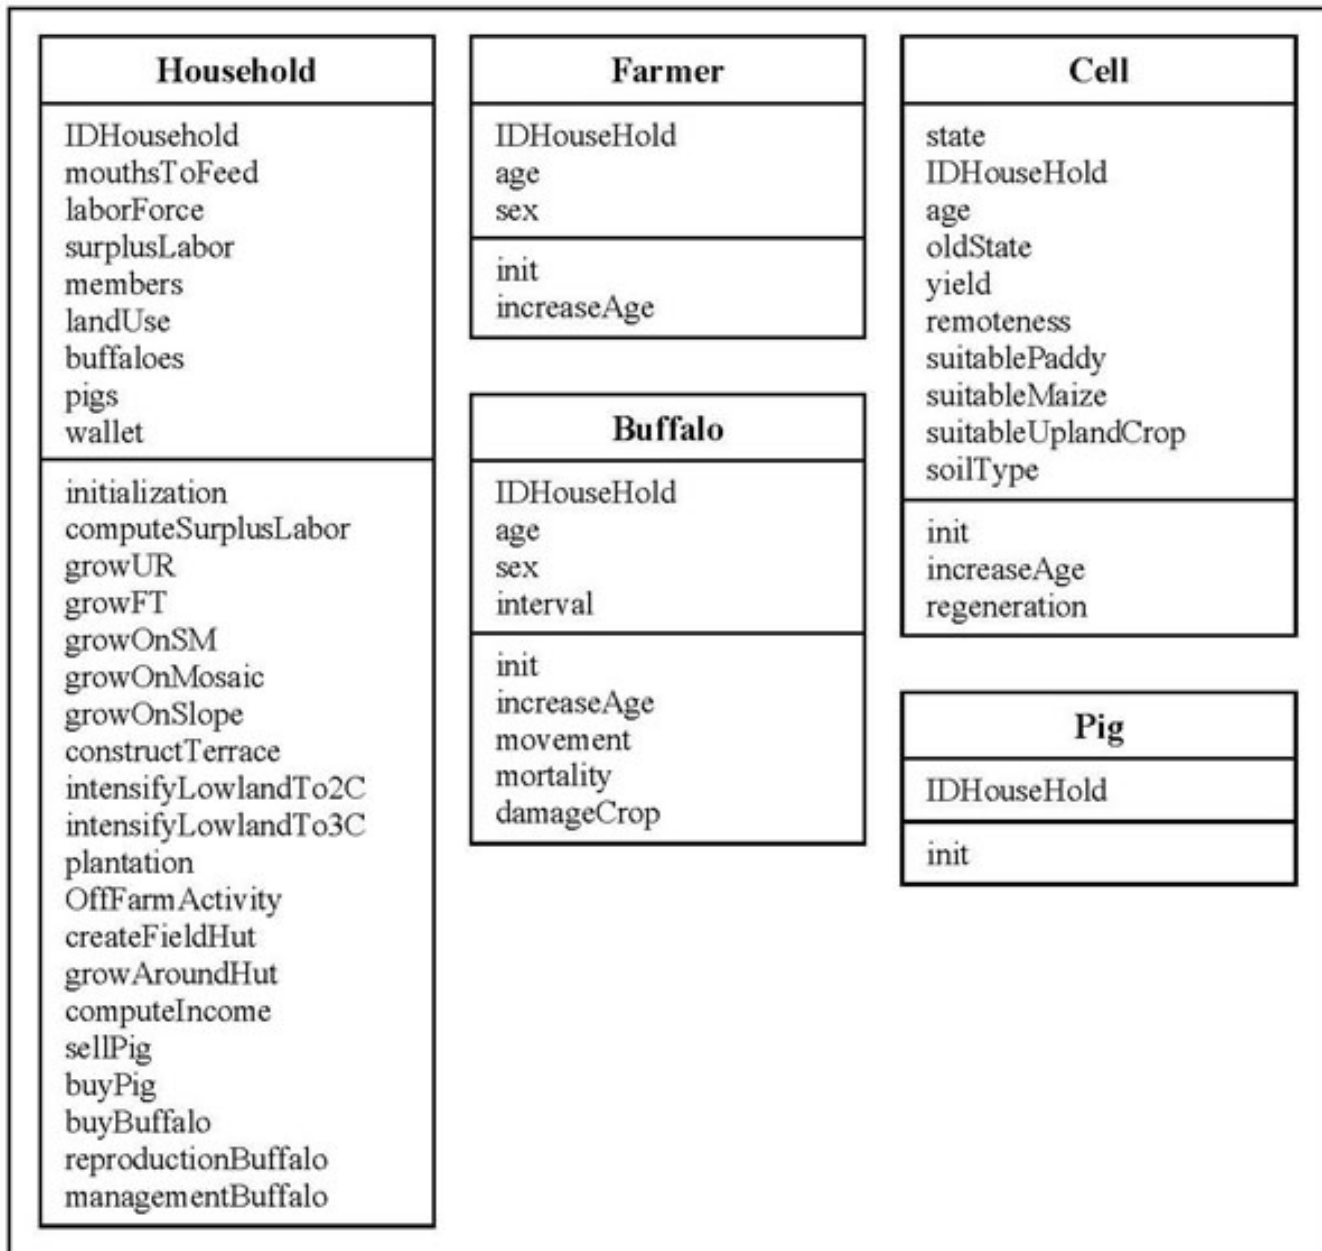 Household
IDHousehold
mouthsToFeed
laborForce
surplusLabor
members
landUse
buffaloes
pigs
wallet
initialization
computeSurplusLabor
growUR
growFT
growOnSM
growOnMosaic
growOnSlope
constructTerrace
intensifyLowlandTo2C
intensifyLowlandTo3C
plantation
OffFarmActivity
createFieldHut
growAroundHut
computeIncome
sellPig
buyPig
buyBuffalo
reproductionBuffalo
managementBuffalo
Farmer
IDHouseHold
age
sex
init
increaseAge
Buffalo
IDHouseHold
age
sex
interval
init
increaseAge
movement
mortality
damageCrop
Cell
state
IDHouseHold
age
oldState
yield
remoteness
suitablePaddy
suitableMaize
suitableUplandCrop
soilType
init
increaseAge
regeneration
Pig
IDHouseHold
init